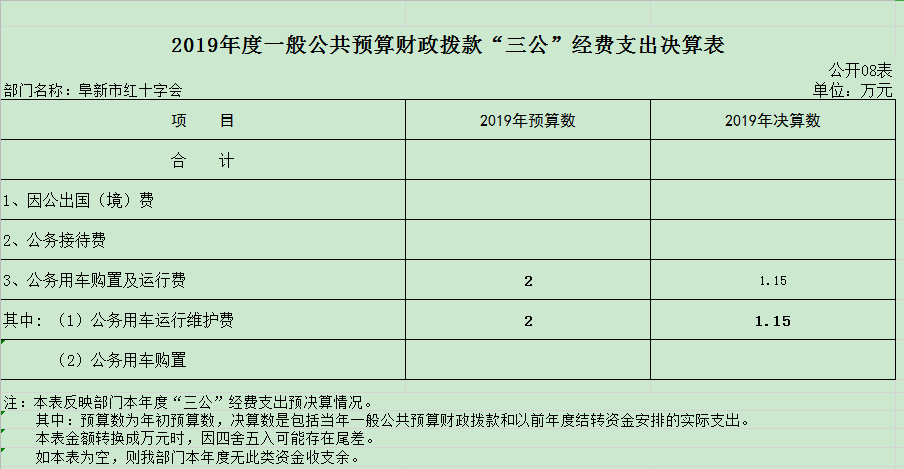 2019年度一般公共预算财政拨款“三公”经费支出决算表
公开08表
部门名称：阜新市红十字会 单位：万元
项 目 2019年预算数 2019年决算数
合 计
1、因公出国（境）费
2、公务接待费
3、公务用车购置及运行费 2 1.15
其中:（1）公务用车运行维护费 2 1.15
（2）公务用车购置
注：本表反映部门本年度“三公”经费支出预决算情况。
其中：预算数为年初预算数，决算数是包括当年一般公共预算财政拨款和以前年度结转资金安排的实际支出。
本表金额转换成万元时，因四舍五入可能存在尾差。
如本表为空，则我部门本年度无此类资金收支余。